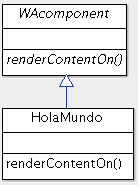 WAcomponent
renderContentOn()
HolaMundo
renderContentOn()